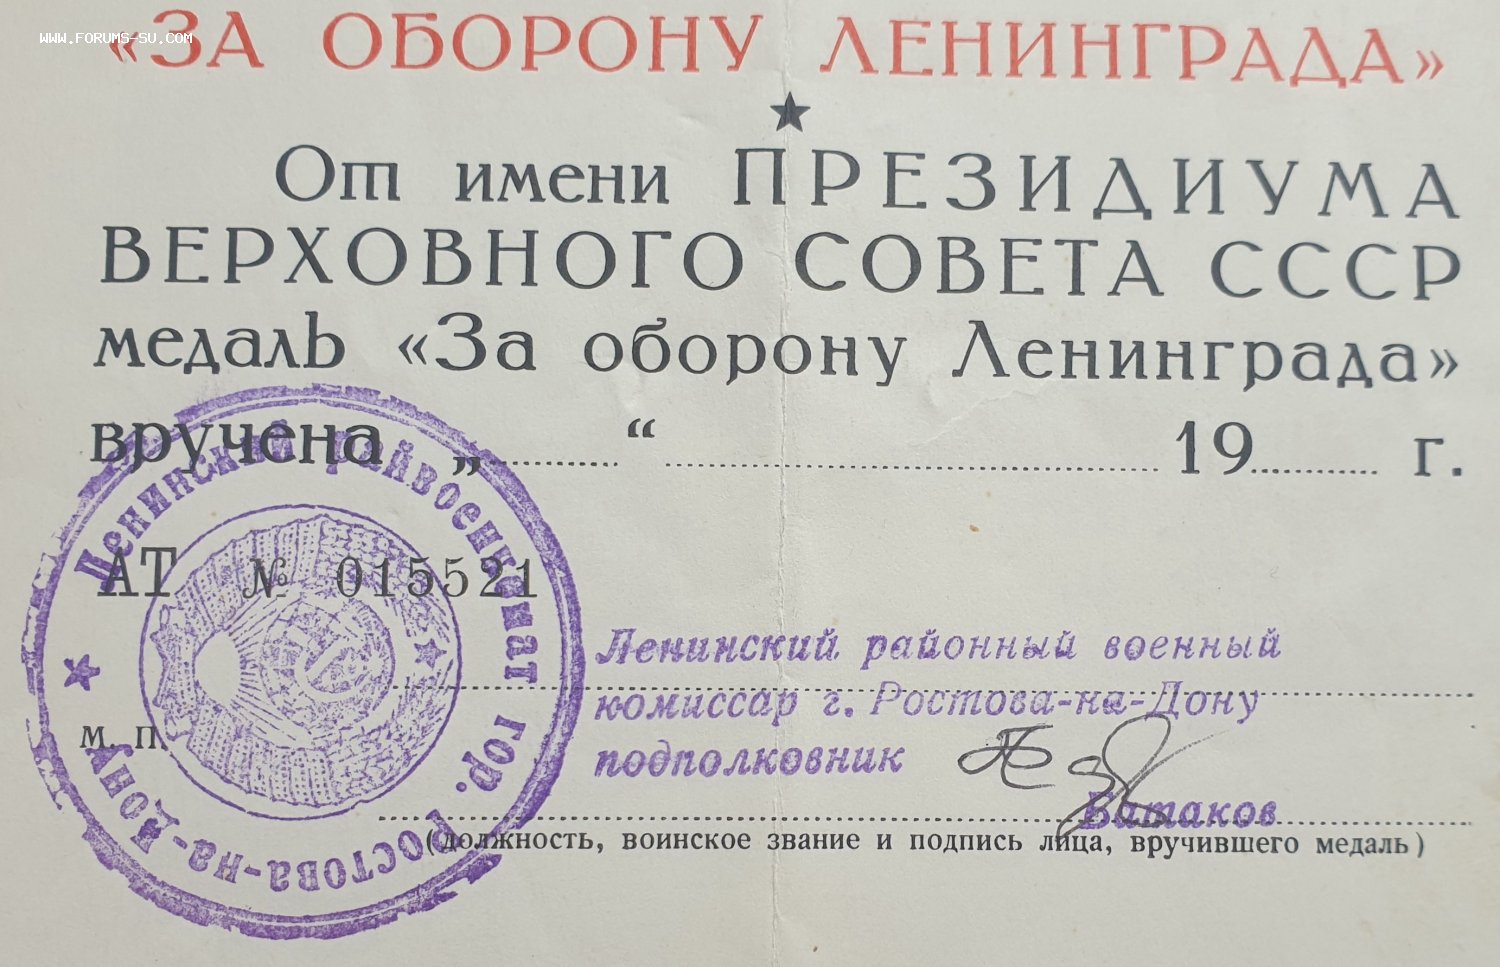 www.FORUMS-SU.COM
«ЗА ОБОРОНУ ЛЕНИНГРАДА»
От имени ПРЕЗИДИУМА
ВЕРХОВНОГО СОВЕТА СССР
медаль «За оборону Ленинграда»
вручена „ “ 19 г.
АТ № 015521
Ленинский районный военный
комиссар г. Ростова-на-Дону
м. п.
подполковник
Батаков
(должность, воинское звание и подпись лица, вручившего медаль)
Ленинский райвоенкомат гор. Ростова-на-Дону